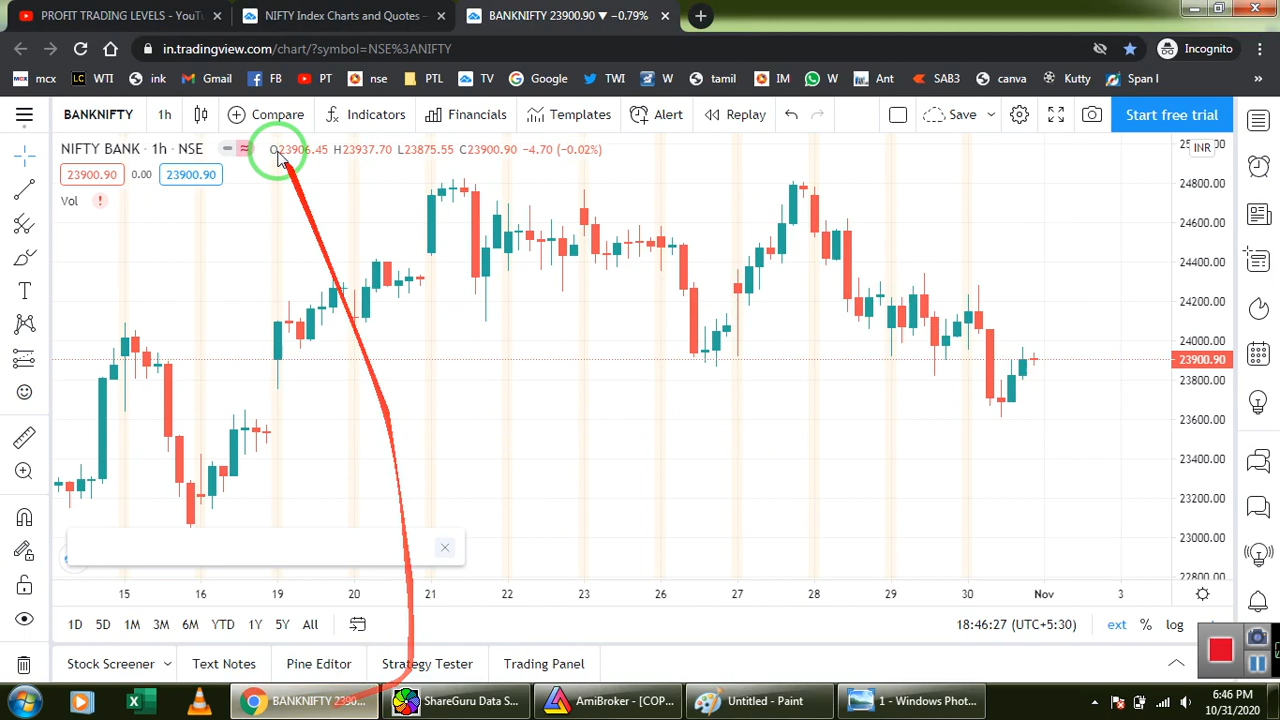 PROFIT TRADING LEVELS - YouTu
NIFTY Index Charts and Quotes –
BANKNIFTY 23900.90 ▼ −0.79%
in.tradingview.com/chart/?symbol=NSE%3ANIFTY
Incognito
mcx
WTI
ink
Gmail
FB
PT
nse
PTL
TV
Google
TWI
W
tamil
IM
W
Ant
SAB3
canva
Kutty
Span I
»
BANKNIFTY
1h
Compare
Indicators
Financials
Templates
Alert
Replay
Save
Start free trial
NIFTY BANK · 1h · NSE
O23906.45 H23937.70 L23875.55 C23900.90 −4.70 (−0.02%)
INR
23900.90
0.00
23900.90
Vol
24800.00
24600.00
24400.00
24200.00
24000.00
23900.90
23800.00
23600.00
23400.00
23200.00
23000.00
22800.00
15
16
19
20
21
22
23
26
27
28
29
30
Nov
3
1D
5D
1M
3M
6M
YTD
1Y
5Y
All
18:46:27 (UTC+5:30)
ext
%
log
Stock Screener
Text Notes
Pine Editor
Strategy Tester
Trading Panel
BANKNIFTY 2390...
ShareGuru Data S...
AmiBroker - [COP...
Untitled - Paint
1 - Windows Phot...
6:46 PM
10/31/2020